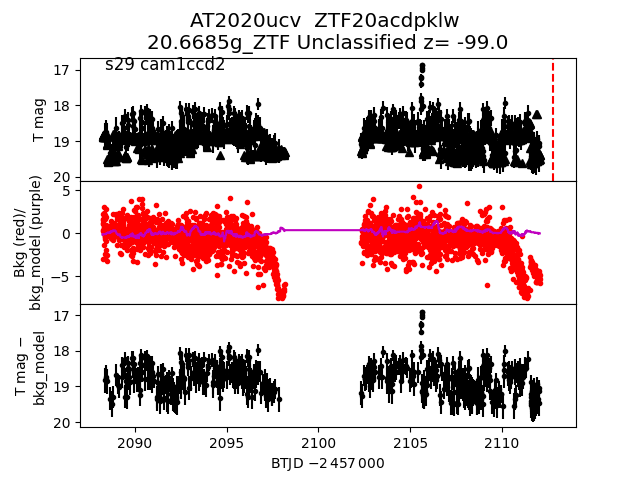 AT2020ucv  ZTF20acdpklw
20.6685g_ZTF Unclassified z= -99.0
s29 cam1ccd2
17
18
19
20
T mag
5
0
−5
Bkg (red)/
bkg_model (purple)
17
18
19
20
T mag −
bkg_model
2090
2095
2100
2105
2110
BTJD −2 457 000